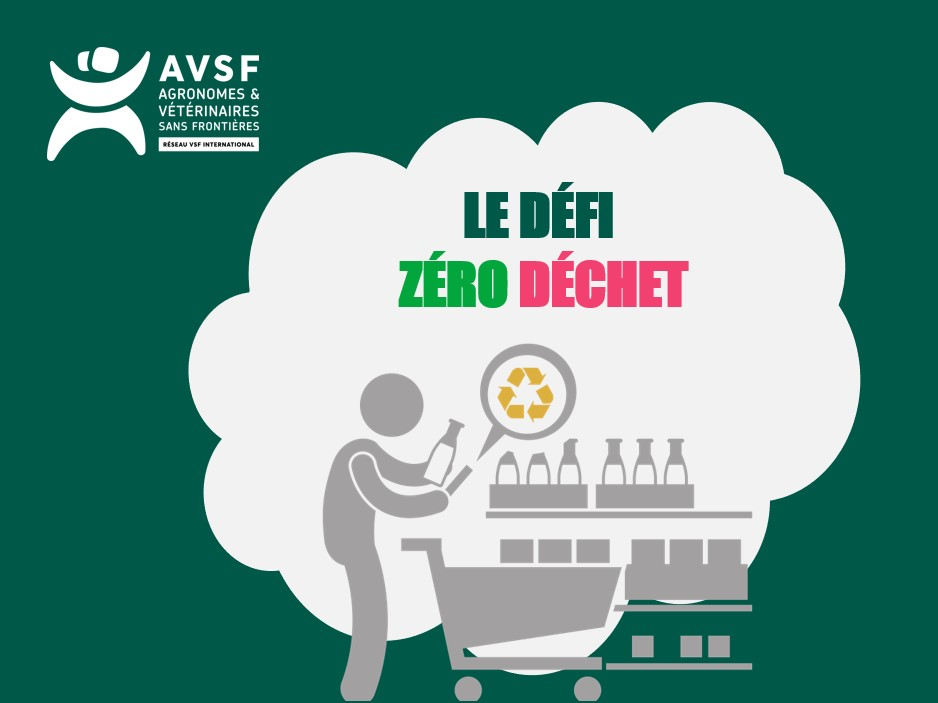 AVSF
AGRONOMES &
VÉTÉRINAIRES
SANS FRONTIÈRES
RÉSEAU VSF INTERNATIONAL
LE DÉFI
ZÉRO DÉCHET